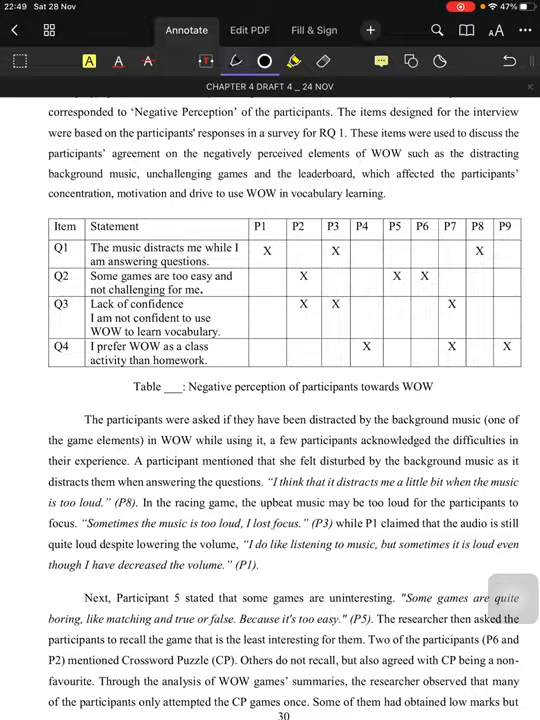 22:49 Sat 28 Nov 47%
Annotate Edit PDF Fill & Sign
CHAPTER 4 DRAFT 4 _ 24 NOV
corresponded to ‘Negative Perception’ of the participants. The items designed for the interview
were based on the participants' responses in a survey for RQ 1. These items were used to discuss the
participants’ agreement on the negatively perceived elements of WOW such as the distracting
background music, unchallenging games and the leaderboard, which affected the participants’
concentration, motivation and drive to use WOW in vocabulary learning.
Item Statement P1 P2 P3 P4 P5 P6 P7 P8 P9
Q1 The music distracts me while I X X X
am answering questions.
Q2 Some games are too easy and X X X
not challenging for me.
Q3 Lack of confidence X X X
I am not confident to use
WOW to learn vocabulary.
Q4 I prefer WOW as a class X X X
activity than homework.
Table ___: Negative perception of participants towards WOW
The participants were asked if they have been distracted by the background music (one of
the game elements) in WOW while using it, a few participants acknowledged the difficulties in
their experience. A participant mentioned that she felt disturbed by the background music as it
distracts them when answering the questions. “I think that it distracts me a little bit when the music
is too loud.” (P8). In the racing game, the upbeat music may be too loud for the participants to
focus. “Sometimes the music is too loud, I lost focus.” (P3) while P1 claimed that the audio is still
quite loud despite lowering the volume, “I do like listening to music, but sometimes it is loud even
though I have decreased the volume.” (P1).
Next, Participant 5 stated that some games are uninteresting. "Some games are quite
boring, like matching and true or false. Because it's too easy." (P5). The researcher then asked the
participants to recall the game that is the least interesting for them. Two of the participants (P6 and
P2) mentioned Crossword Puzzle (CP). Others do not recall, but also agreed with CP being a non-
favourite. Through the analysis of WOW games’ summaries, the researcher observed that many
of the participants only attempted the CP games once. Some of them had obtained low marks but
30